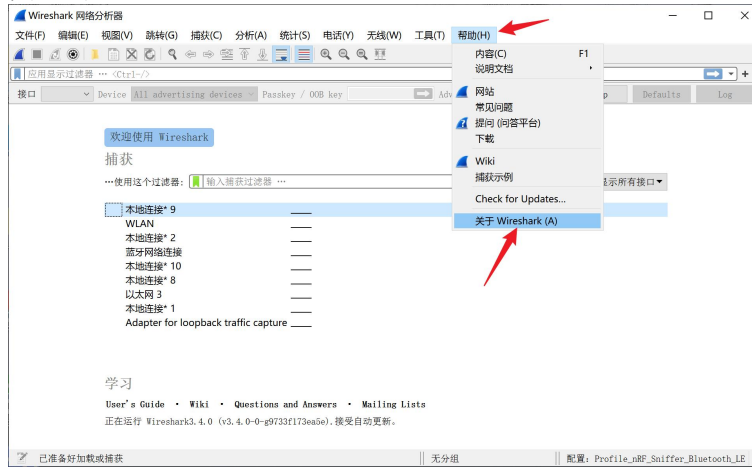 Wireshark 网络分析器
文件(F) 编辑(E) 视图(V) 跳转(G) 捕获(C) 分析(A) 统计(S) 电话(Y) 无线(W) 工具(T) 帮助(H)
应用显示过滤器 … <Ctrl-/>
接口 Device All advertising devices Passkey / OOB key Adv p Defaults Log
内容(C) F1
说明文档
网站
常见问题
提问 (问答平台)
下载
Wiki
捕获示例
Check for Updates...
关于 Wireshark (A)
欢迎使用 Wireshark
捕获
…使用这个过滤器: 输入捕获过滤器 … 显示所有接口
本地连接* 9
WLAN
本地连接* 2
蓝牙网络连接
本地连接* 10
本地连接* 8
以太网 3
本地连接* 1
Adapter for loopback traffic capture
学习
User's Guide · Wiki · Questions and Answers · Mailing Lists
正在运行 Wireshark3.4.0 (v3.4.0-0-g9733f173ea5e).接受自动更新。
已准备好加载或捕获 无分组 配置: Profile_nRF_Sniffer_Bluetooth_LE